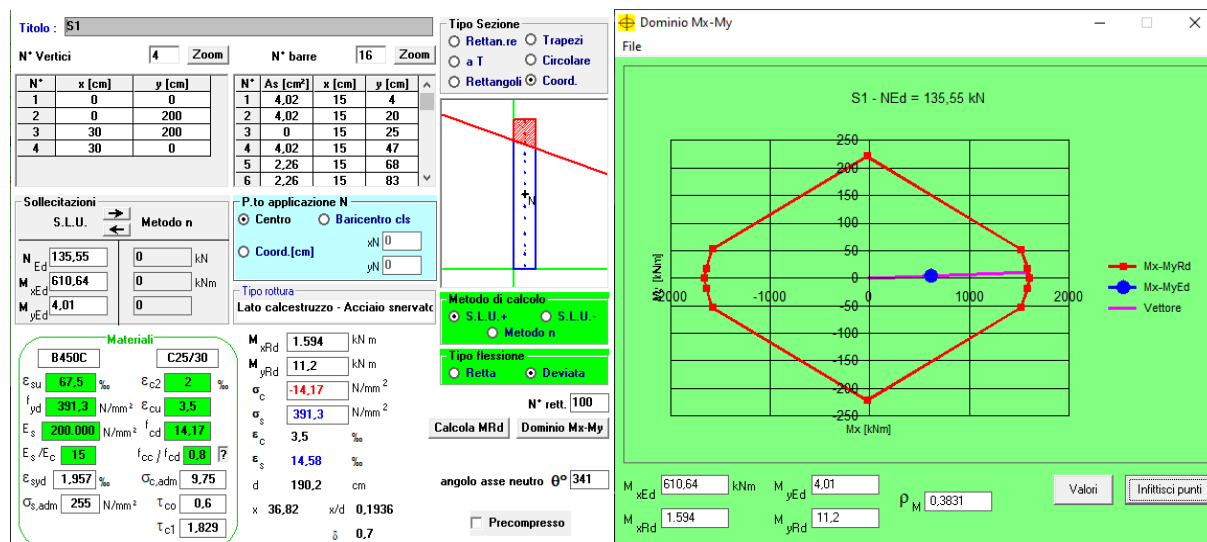 Titolo : S1
N° Vertici 4 Zoom N° barre 16 Zoom
N° x [cm] y [cm]
1 0 0
2 0 200
3 30 200
4 30 0
N° As [cm²] x [cm] y [cm]
1 4,02 15 4
2 4,02 15 20
3 0 15 25
4 4,02 15 47
5 2,26 15 68
6 2,26 15 83
Tipo Sezione
Rettan.re Trapezi
a T Circolare
Rettangoli Coord.
N
Sollecitazioni
S.L.U. Metodo n
N Ed 135,55 0 kN
M xEd 610,64 0 kNm
M yEd 4,01 0
P.to applicazione N
Centro Baricentro cls
Coord.[cm] xN 0
yN 0
Tipo rottura
Lato calcestruzzo - Acciaio snervato
Metodo di calcolo
S.L.U.+ S.L.U.-
Metodo n
Tipo flessione
Retta Deviata
N° rett. 100
Calcola MRd Dominio Mx-My
angolo asse neutro θ° 341
Precompresso
Materiali
B450C C25/30
εsu 67,5 ‰ εc2 2 ‰
fyd 391,3 N/mm² εcu 3,5
Es 200.000 N/mm² fcd 14,17
Es /Ec 15 fcc / fcd 0,8 ?
εsyd 1,957 ‰ σc,adm 9,75
σs,adm 255 N/mm² τco 0,6
τc1 1,829
M xRd 1.594 kN m
M yRd 11,2 kN m
σc -14,17 N/mm²
σs 391,3 N/mm²
εc 3,5 ‰
εs 14,58 ‰
d 190,2 cm
x 36,82 x/d 0,1936
δ 0,7
Dominio Mx-My
File
S1 - NEd = 135,55 kN
250
200
150
100
50
0
-50
-100
-150
-200
-250
-2000 -1000 0 1000 2000
Mx [kNm]
Mx-MyRd
Mx-MyEd
Vettore
M xEd 610,64 kNm M yEd 4,01
M xRd 1.594 M yRd 11,2
ρ M 0,3831
Valori Infittisci punti